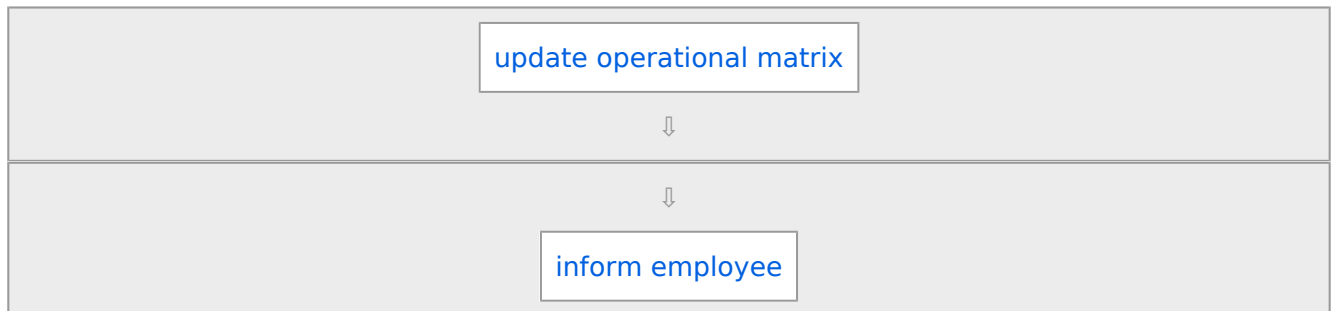 update operational matrix
⇩
⇩
inform employee